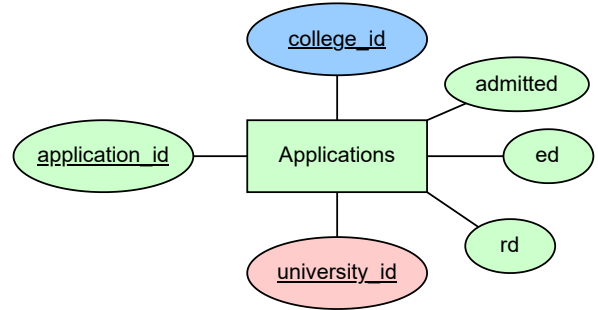 college_id
admitted
application_id
Applications
ed
rd
university_id